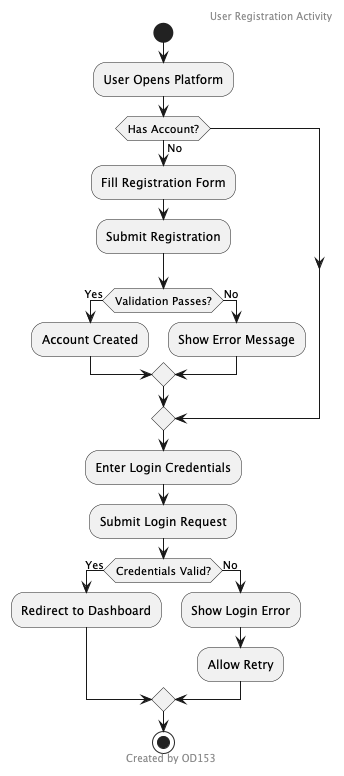 User Registration Activity
User Opens Platform
Has Account?
No
Fill Registration Form
Submit Registration
Yes
Validation Passes?
No
Account Created
Show Error Message
Enter Login Credentials
Submit Login Request
Yes
Credentials Valid?
No
Redirect to Dashboard
Show Login Error
Allow Retry
Created by OD153